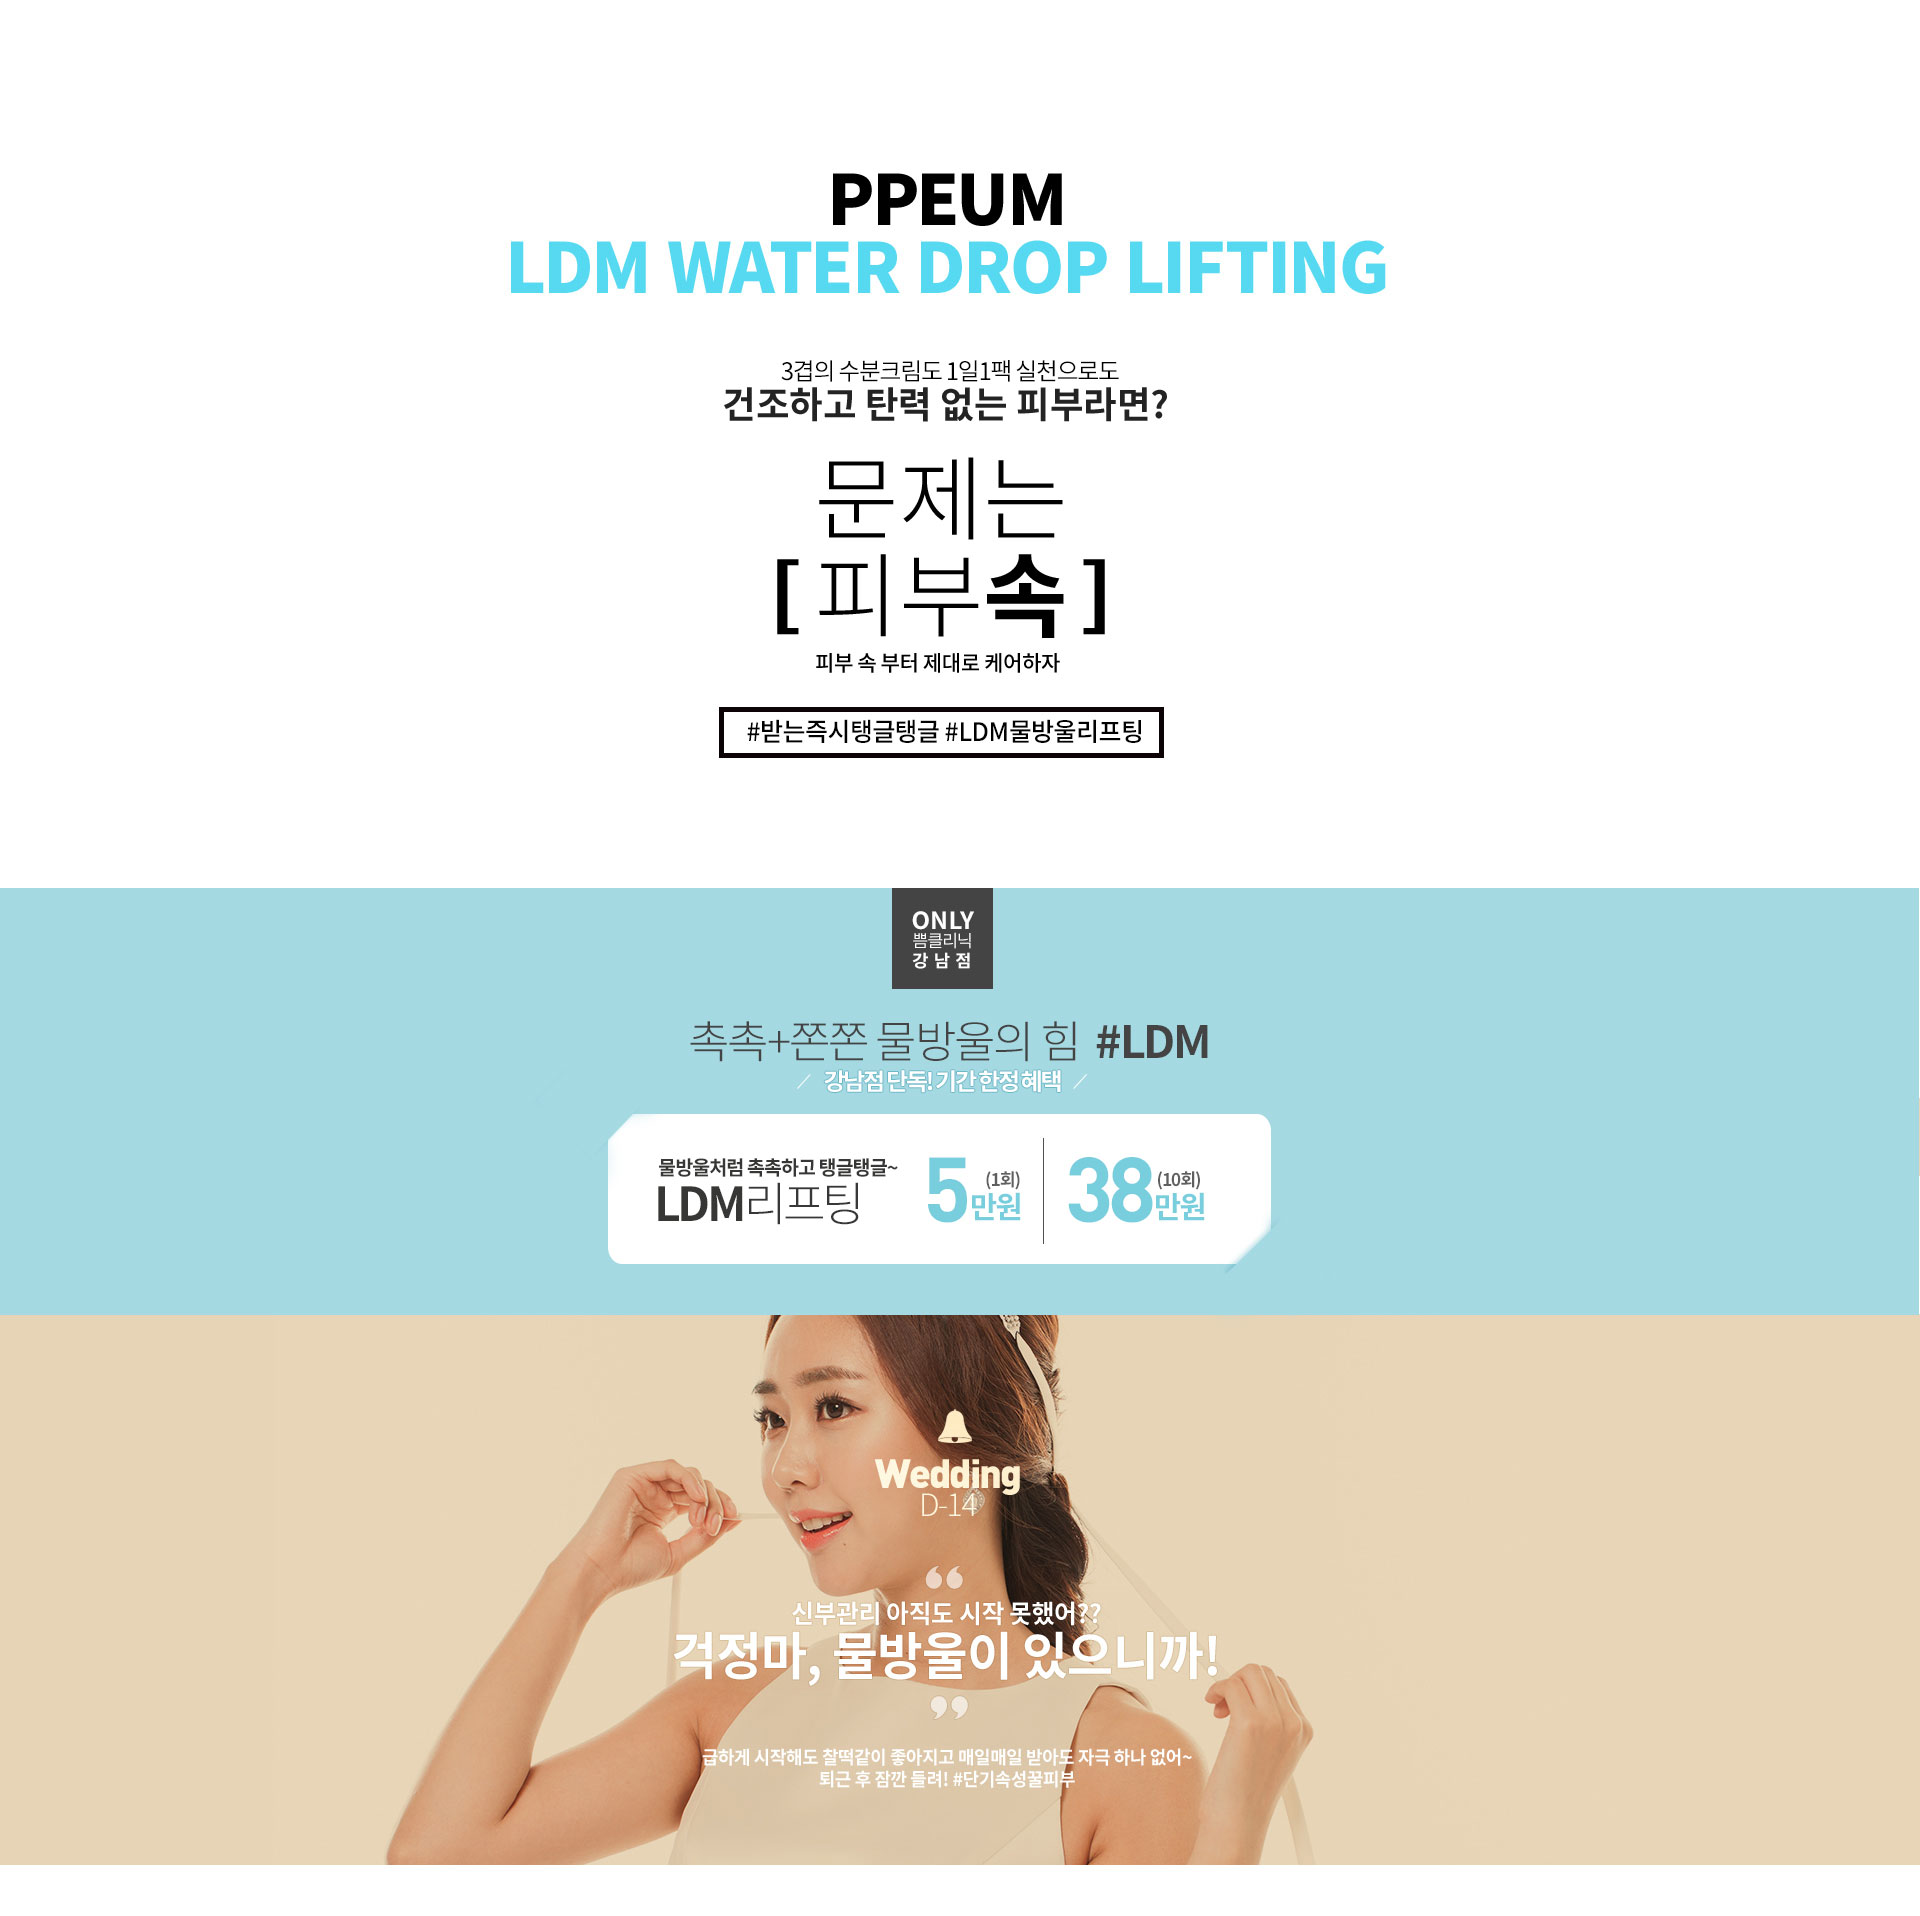 PPEUM
LDM WATER DROP LIFTING
3겹의 수분크림도 1일1팩 실천으로도
건조하고 탄력 없는 피부라면?
문제는
[ 피부속 ]
피부 속 부터 제대로 케어하자
#받는즉시탱글탱글 #LDM물방울리프팅
ONLY
쁨클리닉
강남점
촉촉+쫀쫀 물방울의 힘 #LDM
강남점 단독! 기간 한정 혜택
물방울처럼 촉촉하고 탱글탱글~
LDM리프팅
5만원 (1회)
38만원 (10회)
Wedding
D-14
“
신부관리 아직도 시작 못했어??
걱정마, 물방울이 있으니까!
”
급하게 시작해도 찰떡같이 좋아지고 매일매일 받아도 자극 하나 없어~
퇴근 후 잠깐 들려! #단기속성꿀피부